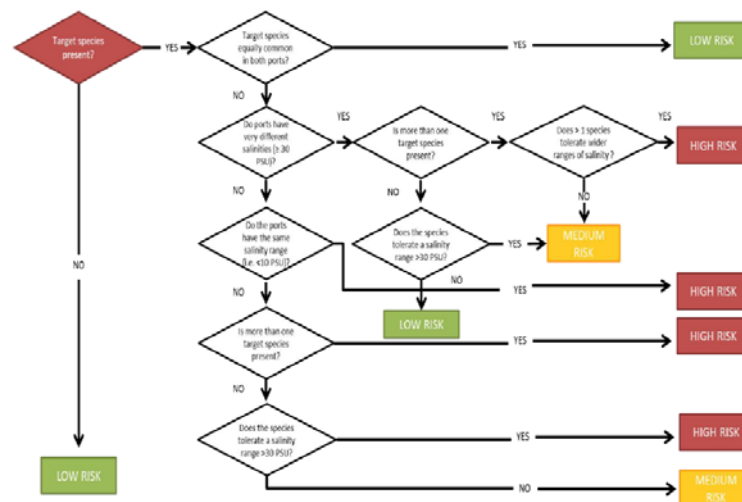 Target species
present?
YES
Target
species
equally common
in both ports?
YES
LOW RISK
NO
Do ports have
very different
salinities (≥ 30
PSU)?
YES
Is more than one
target species
present?
YES
Does > 1 species
tolerate wider
ranges of salinity ?
YES
HIGH RISK
NO
NO
NO
Do the ports
have the same
salinity range
(i.e. <10 PSU)?
Does the species
tolerate a salinity
range >30 PSU?
YES
MEDIUM
RISK
NO
NO
NO
YES
HIGH RISK
LOW RISK
Is more than one
target species
present?
YES
HIGH RISK
NO
Does the species
tolerate a salinity
range >30 PSU?
YES
HIGH RISK
LOW RISK
NO
MEDIUM
RISK